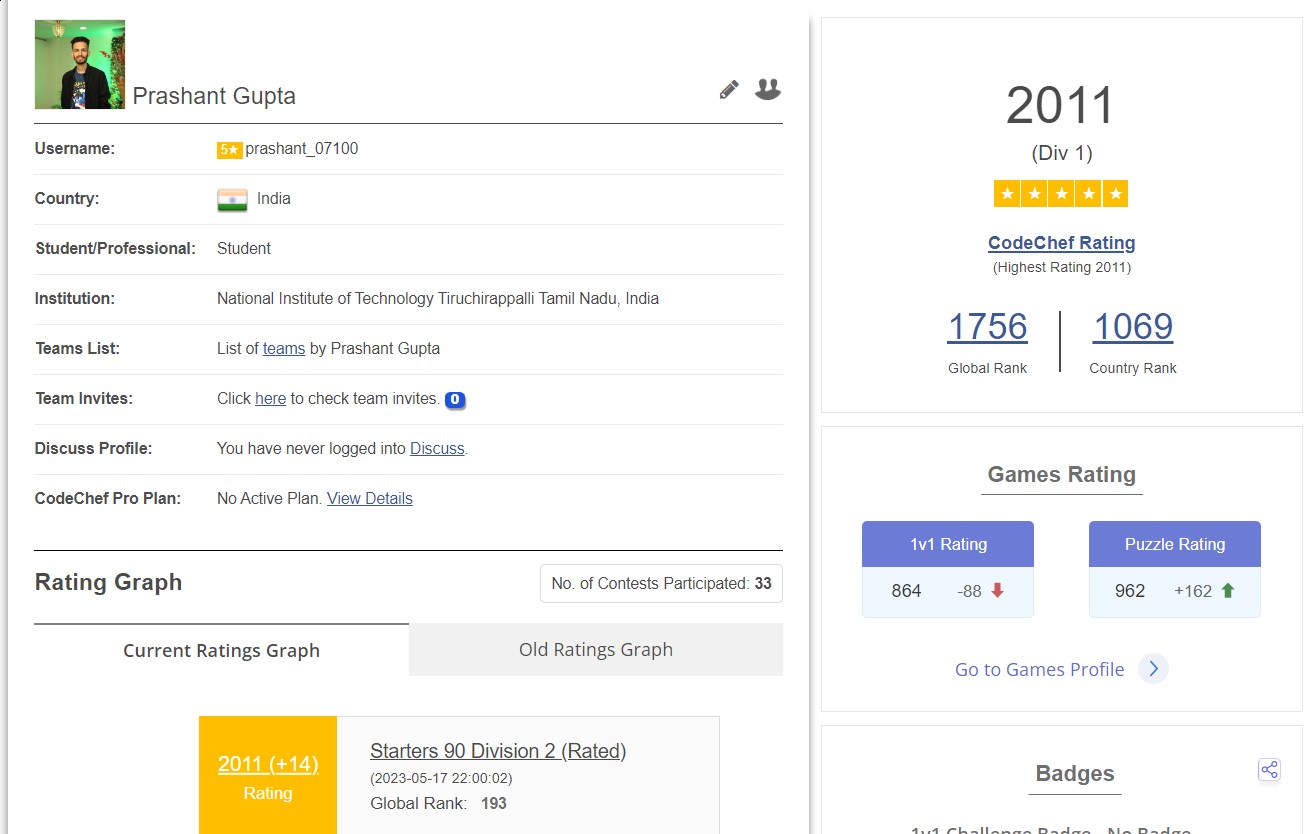 Prashant Gupta
Username: 5★ prashant_07100
Country: India
Student/Professional: Student
Institution: National Institute of Technology Tiruchirappalli Tamil Nadu, India
Teams List: List of teams by Prashant Gupta
Team Invites: Click here to check team invites. 0
Discuss Profile: You have never logged into Discuss.
CodeChef Pro Plan: No Active Plan. View Details
Rating Graph
No. of Contests Participated: 33
Current Ratings Graph
Old Ratings Graph
2011 (+14)
Rating
Starters 90 Division 2 (Rated)
(2023-05-17 22:00:02)
Global Rank: 193
2011
(Div 1)
★★★★★
CodeChef Rating
(Highest Rating 2011)
1756
Global Rank
1069
Country Rank
Games Rating
1v1 Rating
864 -88
Puzzle Rating
962 +162
Go to Games Profile
Badges
1v1 Challenge Badge - No Badge